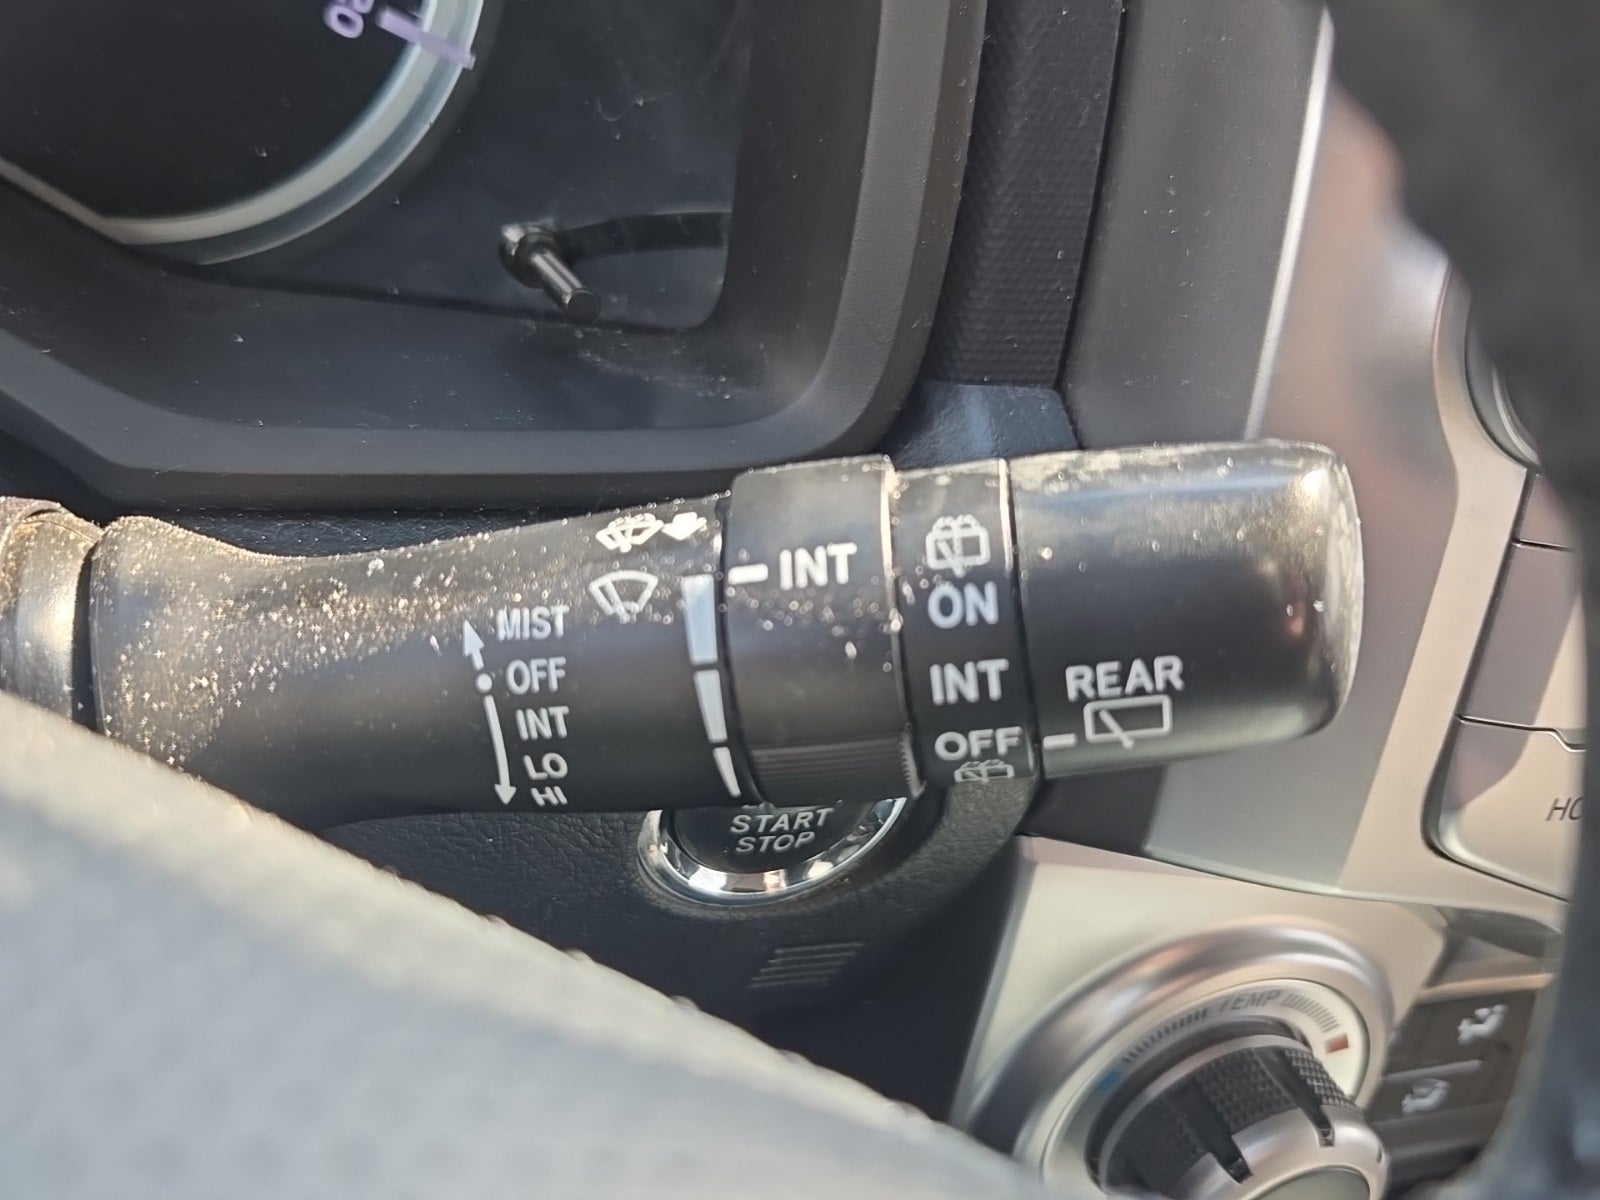 MIST
OFF
INT
LO
HI
INT
ON
INT
OFF
REAR
START
STOP
TEMP